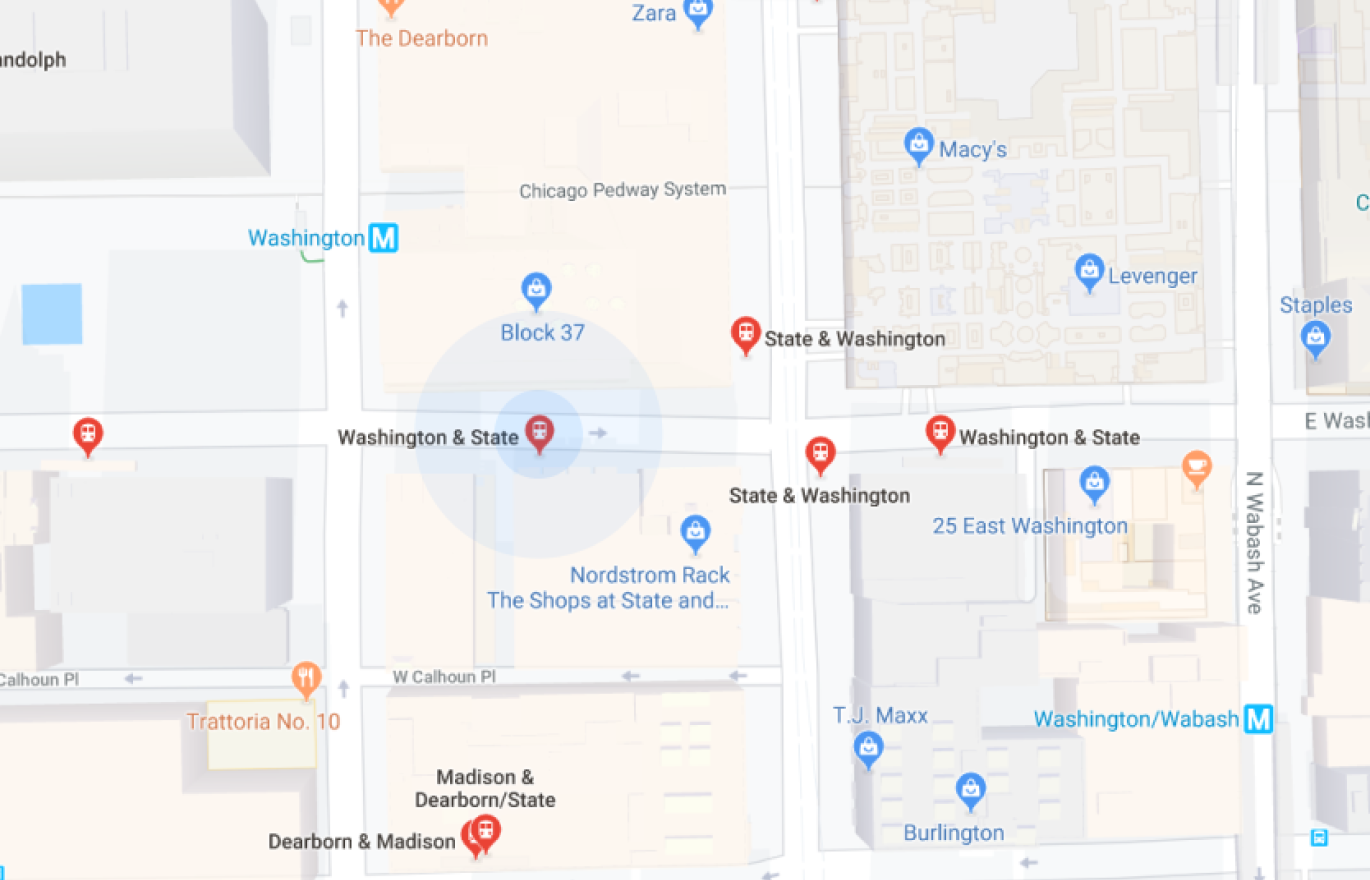 Zara
The Dearborn
andolph
Macy's
Chicago Pedway System
C
Washington M
Levenger
Staples
Block 37
State & Washington
E Wash
Washington & State
Washington & State
State & Washington
25 East Washington
N Wabash Ave
Nordstrom Rack
The Shops at State and...
Calhoun Pl
W Calhoun Pl
Trattoria No. 10
T.J. Maxx
Washington/Wabash M
Madison &
Dearborn/State
Dearborn & Madison
Burlington